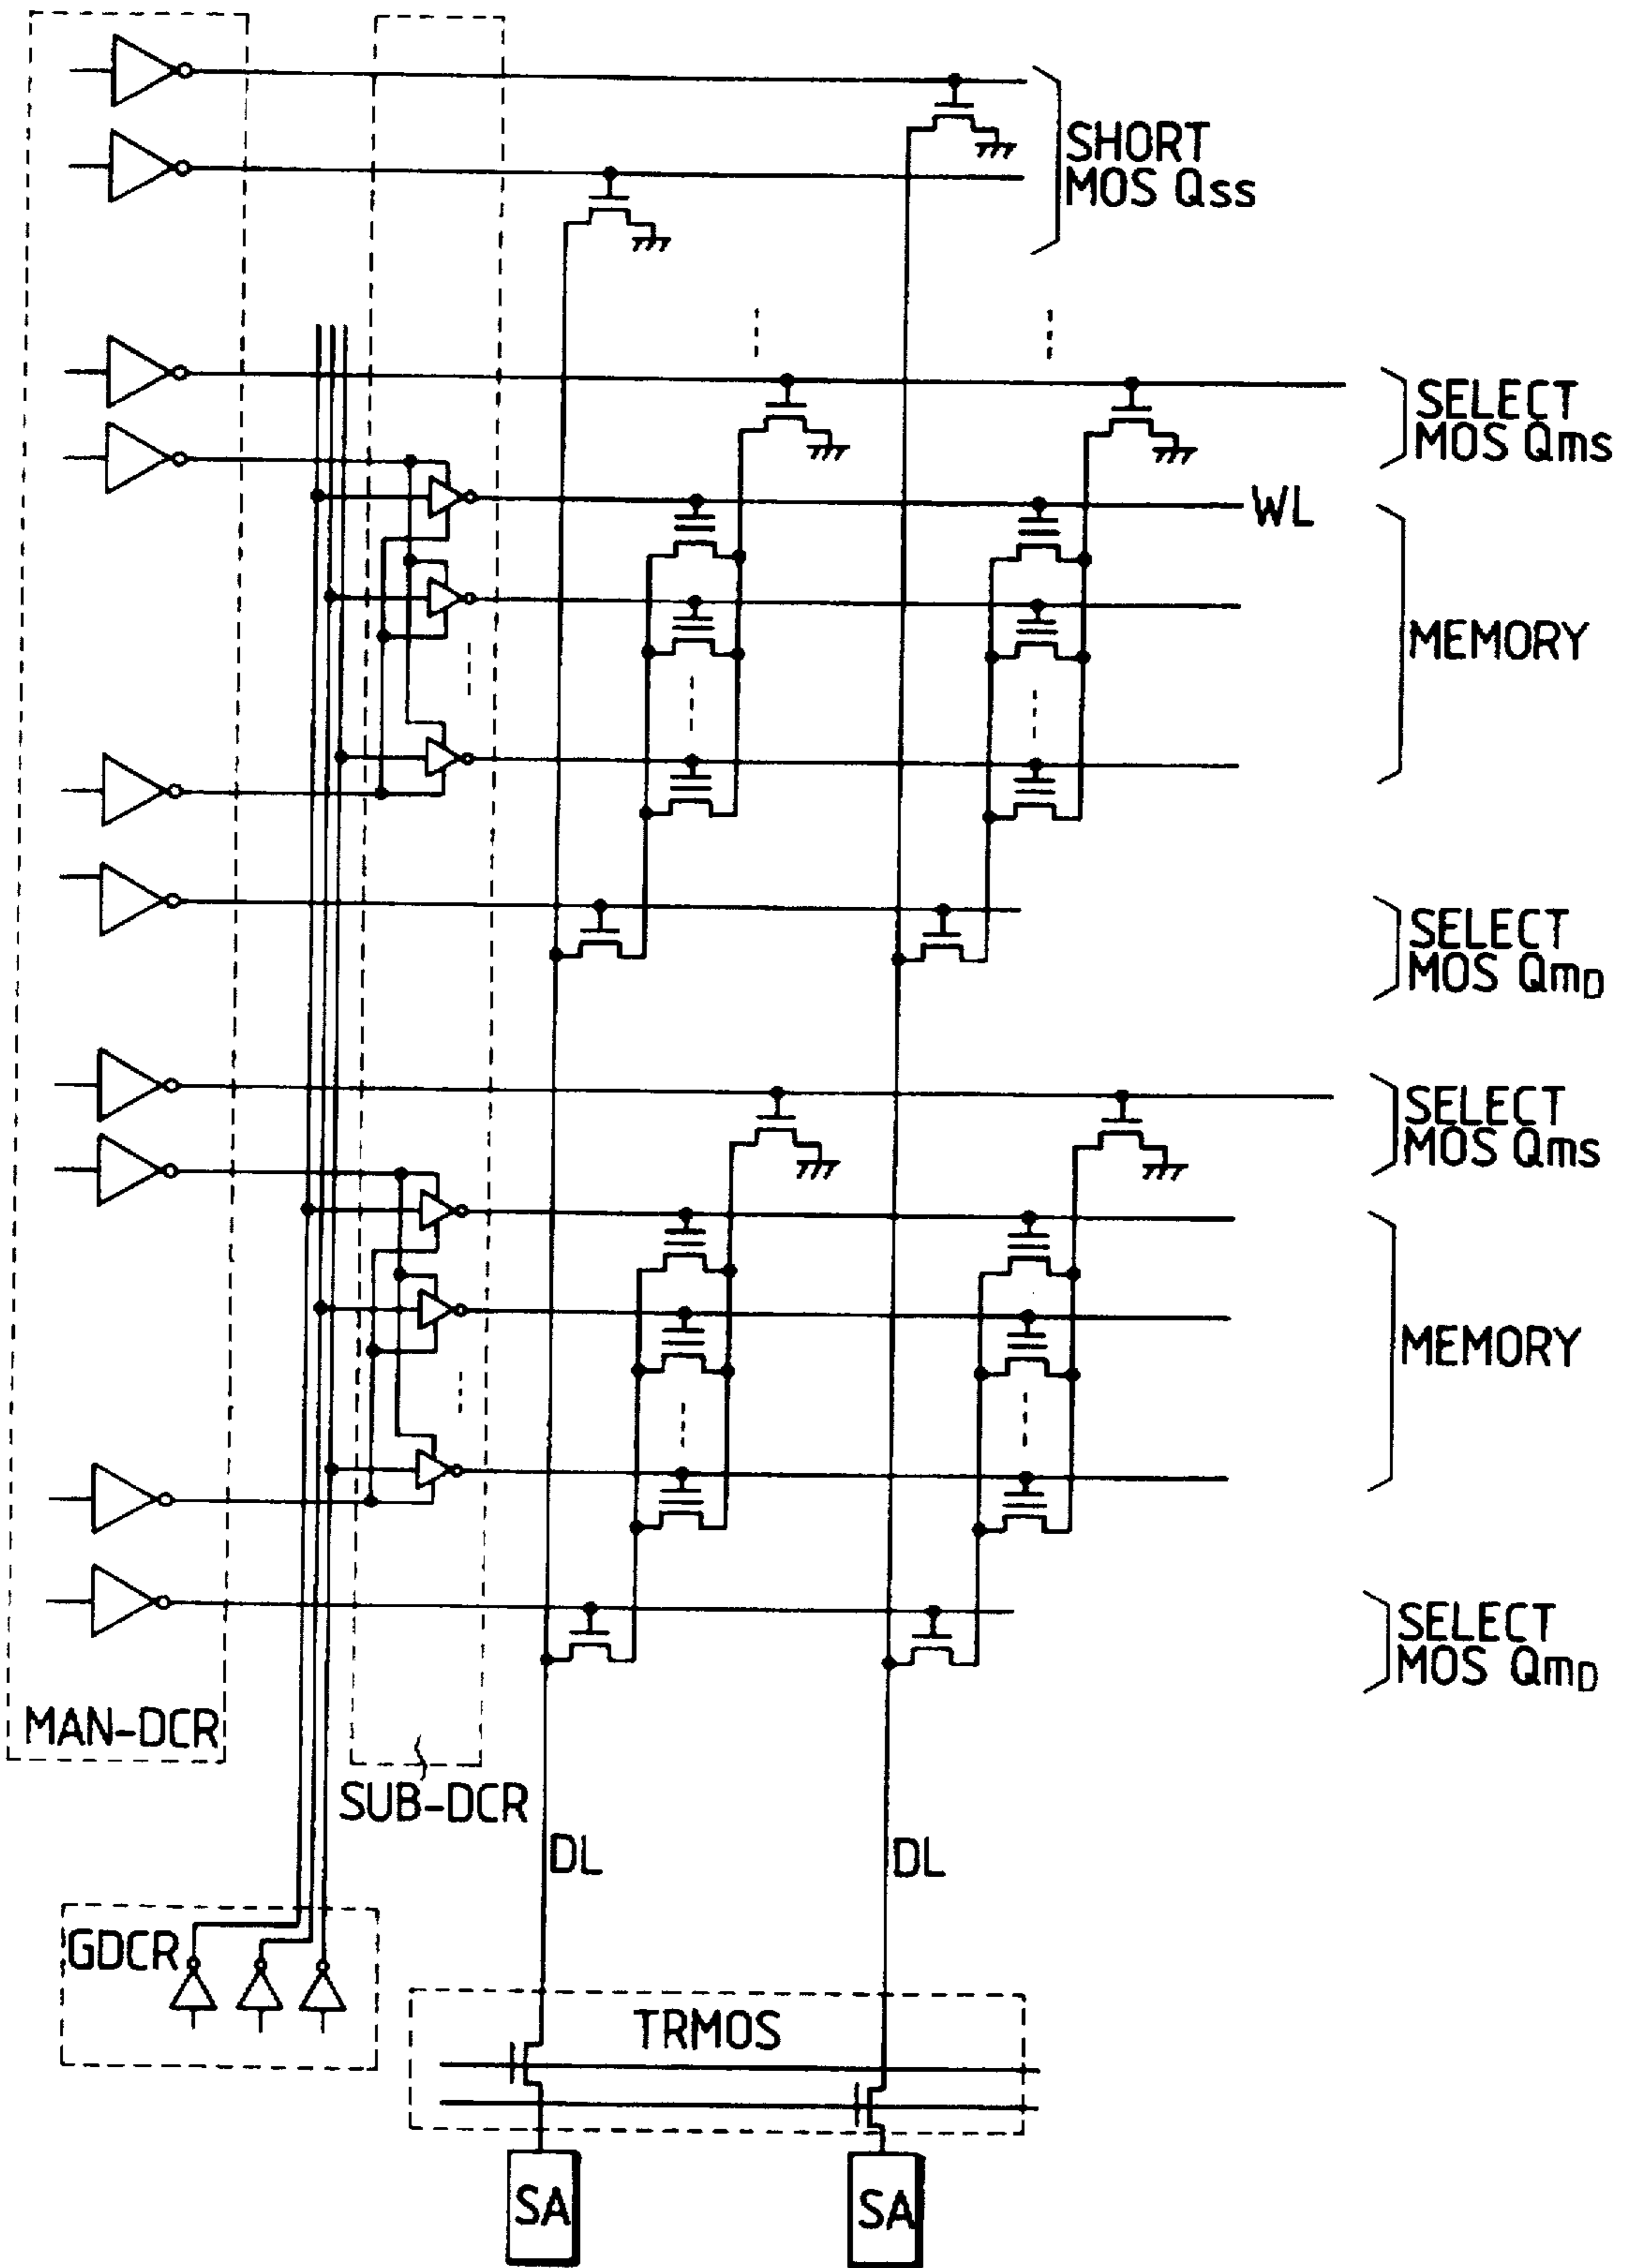 SHORT
MOS Qss
SELECT
MOS Qms
WL
MEMORY
SELECT
MOS QmD
SELECT
MOS Qms
MEMORY
SELECT
MOS QmD
MAN-DCR
SUB-DCR
DL
DL
GDCR
TRMOS
SA
SA